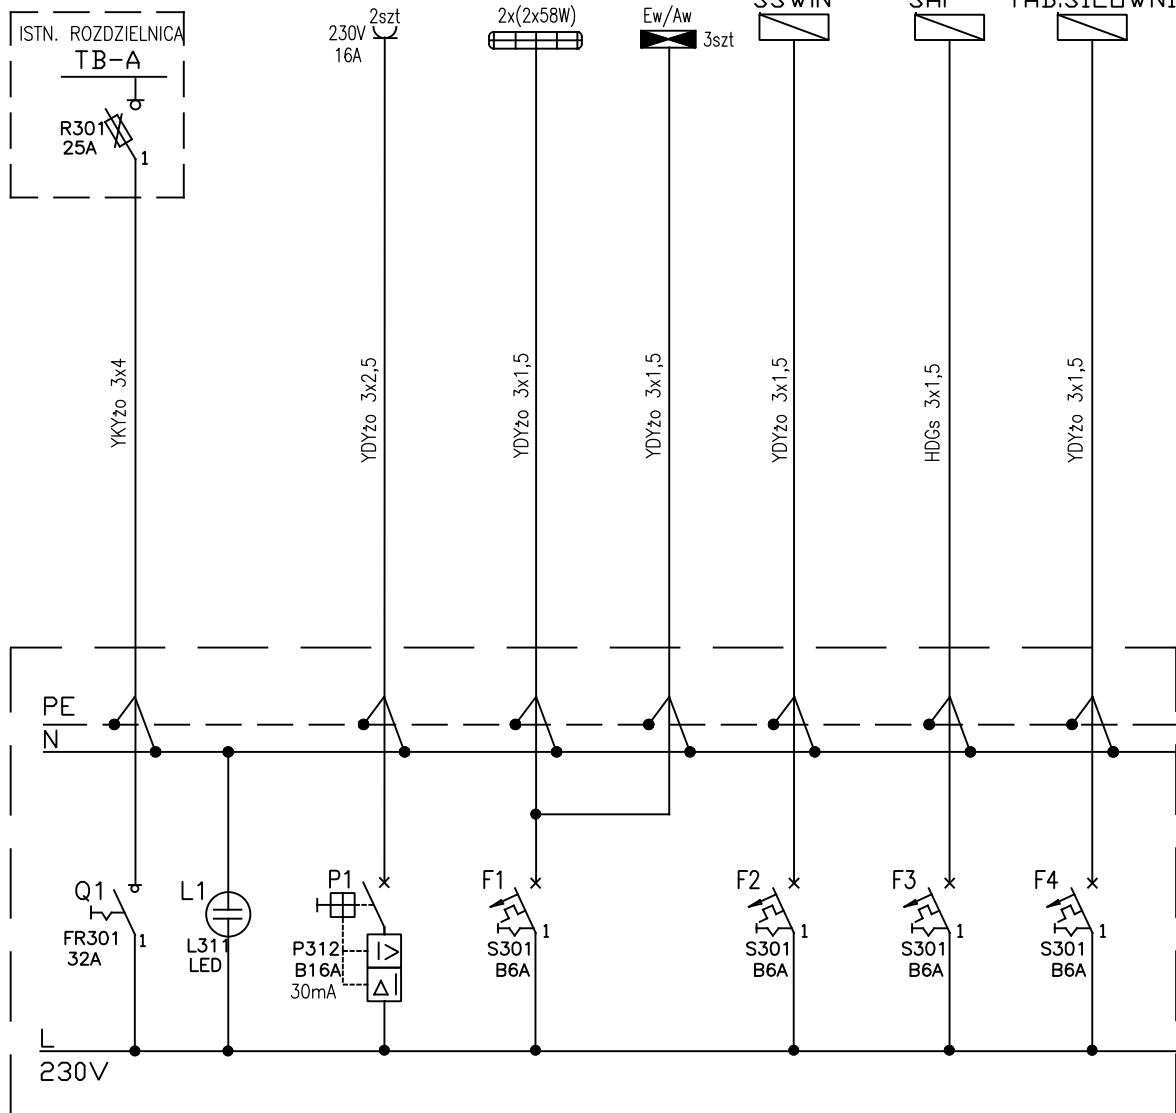 ISTN. ROZDZIELNICA
TB-A
R301
25A
1
2szt
230V
16A
2x(2x58W)
Ew/Aw
3szt
SSWIN
YKYżo 3x4
YDYżo 3x2,5
YDYżo 3x1,5
YDYżo 3x1,5
YDYżo 3x1,5
HDGs 3x1,5
YDYżo 3x1,5
PE
N
Q1
FR301
32A
1
L1
L311
LED
P1
P312
B16A
30mA
F1
S301
B6A
1
F2
S301
B6A
1
F3
S301
B6A
1
F4
S301
B6A
1
L
230V